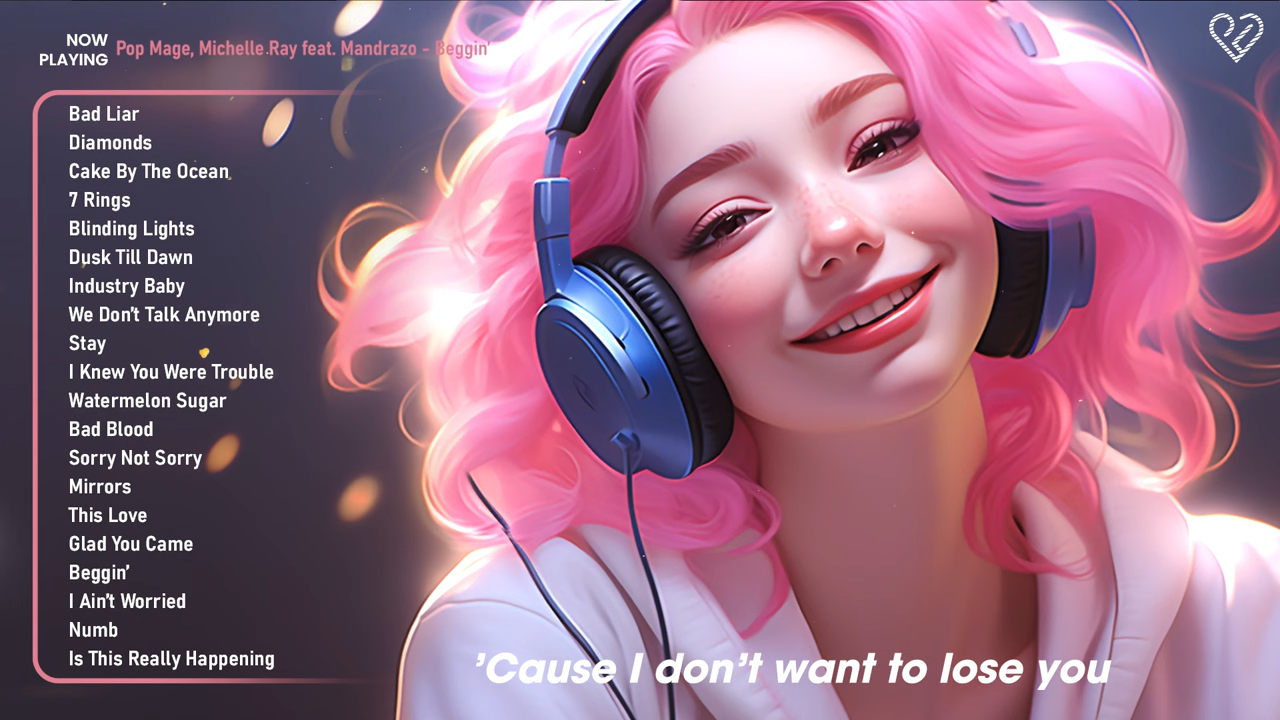 NOW
PLAYING
Pop Mage, Michelle Ray feat. Mandrazo - Beggin'
Bad Liar
Diamonds
Cake By The Ocean
7 Rings
Blinding Lights
Dusk Till Dawn
Industry Baby
We Don't Talk Anymore
Stay
I Knew You Were Trouble
Watermelon Sugar
Bad Blood
Sorry Not Sorry
Mirrors
This Love
Glad You Came
Beggin'
I Ain't Worried
Numb
Is This Really Happening
'Cause I don't want to lose you